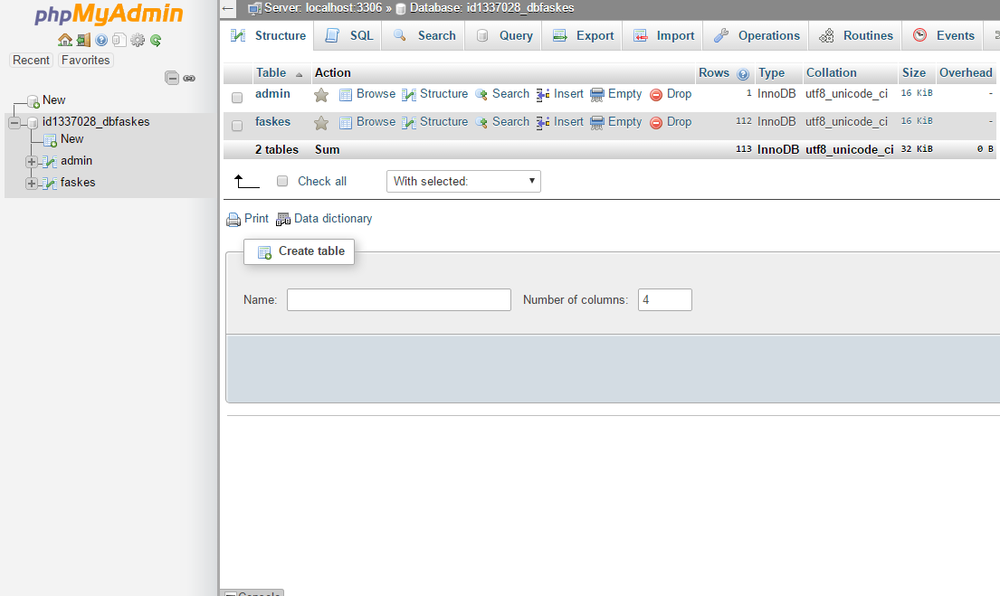 phpMyAdmin
Recent Favorites
New
id1337028_dbfaskes
New
admin
faskes
Server: localhost:3306 » Database: id1337028_dbfaskes
Structure SQL Search Query Export Import Operations Routines Events
Table Action Rows Type Collation Size Overhead
admin Browse Structure Search Insert Empty Drop 1 InnoDB utf8_unicode_ci 16 KiB -
faskes Browse Structure Search Insert Empty Drop 112 InnoDB utf8_unicode_ci 16 KiB -
2 tables Sum 113 InnoDB utf8_unicode_ci 32 KiB 0 B
Check all With selected:
Print Data dictionary
Create table
Name: Number of columns: 4
Console